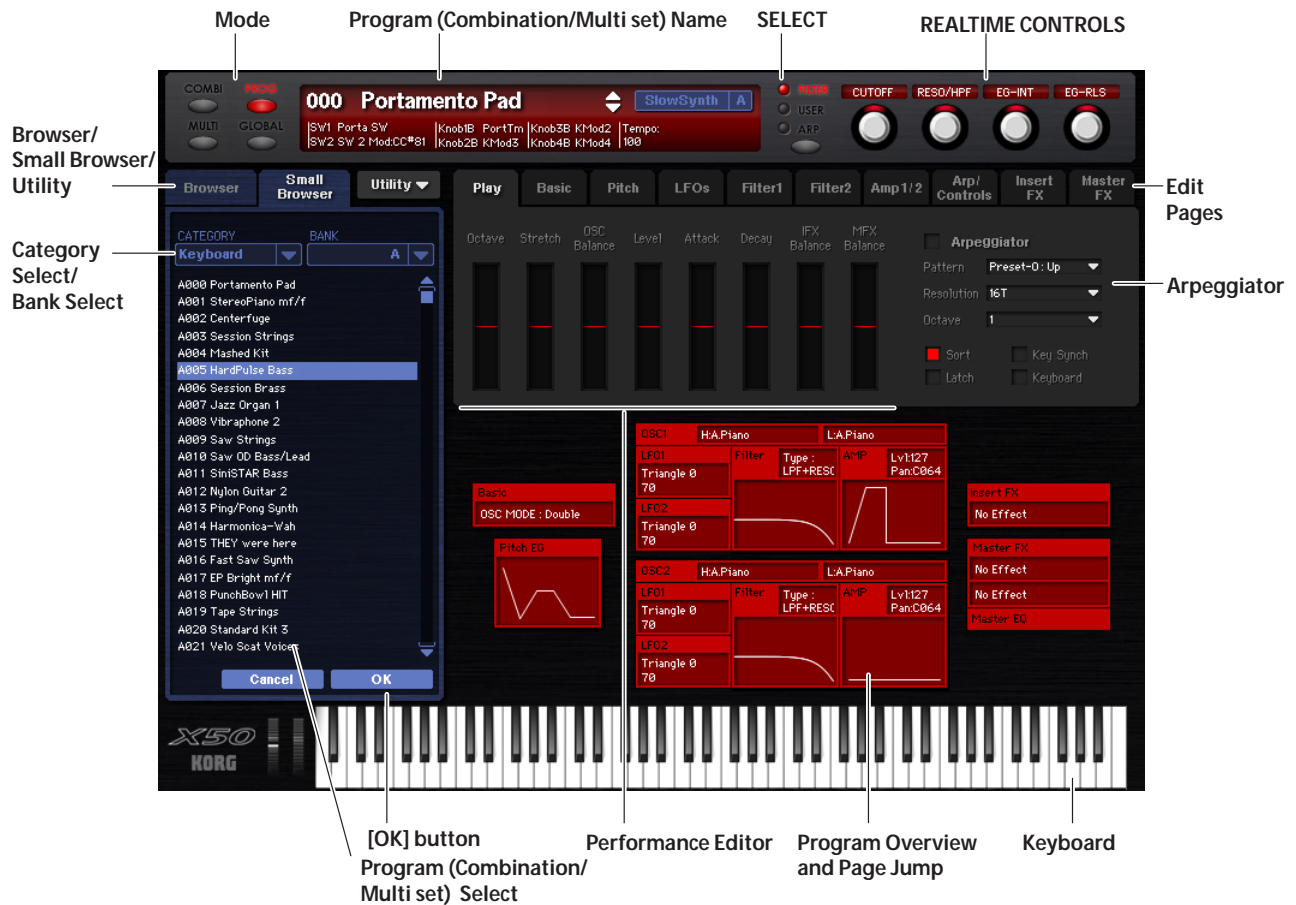 Mode
Program (Combination/Multi set) Name
SELECT
REALTIME CONTROLS
COMBI
PROG
MULTI
GLOBAL
000 Portamento Pad
SlowSynth A
SW1 Porta SW
Knob1B PortTm
Knob3B KMod2
Tempo:
SW2 SW 2 Mod:CC#81
Knob2B KMod3
Knob4B KMod4
100
FILTER
USER
ARP
CUTOFF
RESO/HPF
EG-INT
EG-RLS
Browser/
Small Browser/
Utility
Browser
Small
Browser
Utility
Play
Basic
Pitch
LFOs
Filter1
Filter2
Amp1/2
Arp/
Controls
Insert
FX
Master
FX
Edit
Pages
Category
Select/
Bank Select
CATEGORY
BANK
Keyboard
A
A000 Portamento Pad
A001 StereoPiano mf/f
A002 Centerfuge
A003 Session Strings
A004 Mashed Kit
A005 HardPulse Bass
A006 Session Brass
A007 Jazz Organ 1
A008 Vibraphone 2
A009 Saw Strings
A010 Saw OD Bass/Lead
A011 SiniSTAR Bass
A012 Nylon Guitar 2
A013 Ping/Pong Synth
A014 Harmonica-Wah
A015 THEY were here
A016 Fast Saw Synth
A017 EP Bright mf/f
A018 PunchBowl HIT
A019 Tape Strings
A020 Standard Kit 3
A021 Velo Scat Voices
Cancel
OK
Octave
Stretch
OSC
Balance
Level
Attack
Decay
IFX
Balance
MFX
Balance
Arpeggiator
Pattern
Preset-0: Up
Resolution
16T
Octave
1
Sort
Key Synch
Latch
Keyboard
Arpeggiator
Basic
OSC MODE : Double
Pitch EG
OSC1
H:A.Piano
L:A.Piano
LFO1
Triangle 0
70
LFO2
Triangle 0
70
Filter
Type :
LPF+RESC
AMP
Lvl:127
Pan:C064
OSC2
H:A.Piano
L:A.Piano
LFO1
Triangle 0
70
LFO2
Triangle 0
70
Filter
Type :
LPF+RESC
AMP
Lvl:127
Pan:C064
Insert FX
No Effect
Master FX
No Effect
No Effect
Master EQ
X50
KORG
[OK] button
Program (Combination/
Multi set) Select
Performance Editor
Program Overview
and Page Jump
Keyboard